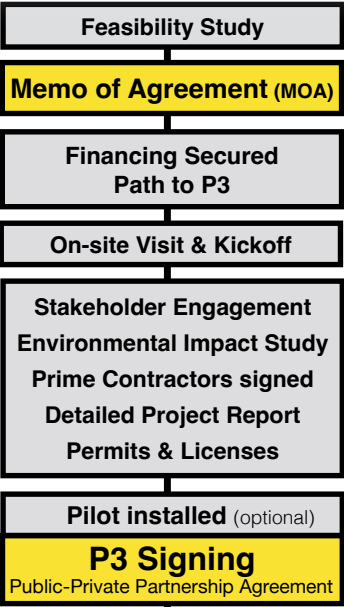 Feasibility Study
Memo of Agreement (MOA)
Financing Secured
Path to P3
On-site Visit & Kickoff
Stakeholder Engagement
Environmental Impact Study
Prime Contractors signed
Detailed Project Report
Permits & Licenses
Pilot installed (optional)
P3 Signing
Public-Private Partnership Agreement